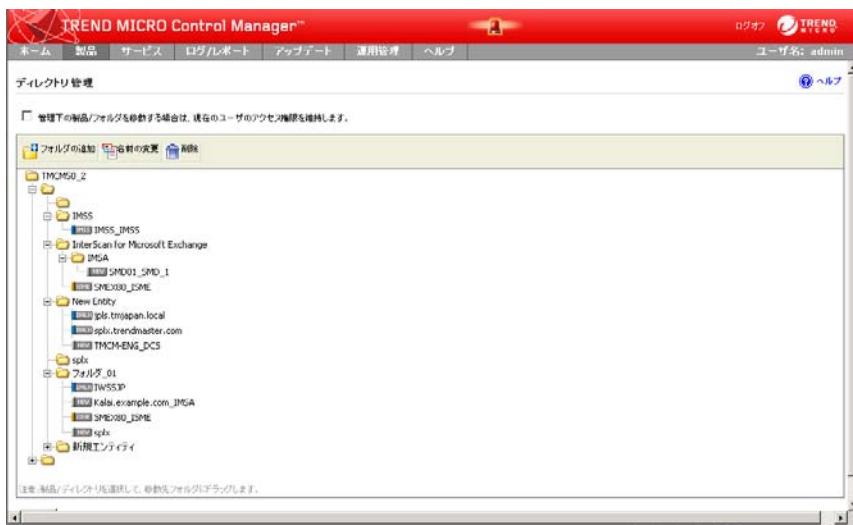 TREND MICRO Control Manager™
ログオフ
TREND MICRO
ホーム 製品 サービス ログ/レポート アップデート 運用管理 ヘルプ ユーザ名: admin
ディレクトリ管理 ヘルプ
管理下の製品/フォルダを移動する場合は、現在のユーザのアクセス権限を維持します。
フォルダの追加 名前の変更 削除
TMCM50_2
IMSS
IMSS_IMSS
InterScan for Microsoft Exchange
IMSA
SMD01_SMD_1
SMEX80_ISME
New Entity
jpls.tmjapan.local
splx.trendmaster.com
TMCM-ENG_DCS
splx
フォルダ_01
IWSSJP
Kalai.example.com_IMSA
SMEX80_ISME
splx
新規エンティティ
注意:製品/ディレクトリを選択して、移動先フォルダにドラッグします。